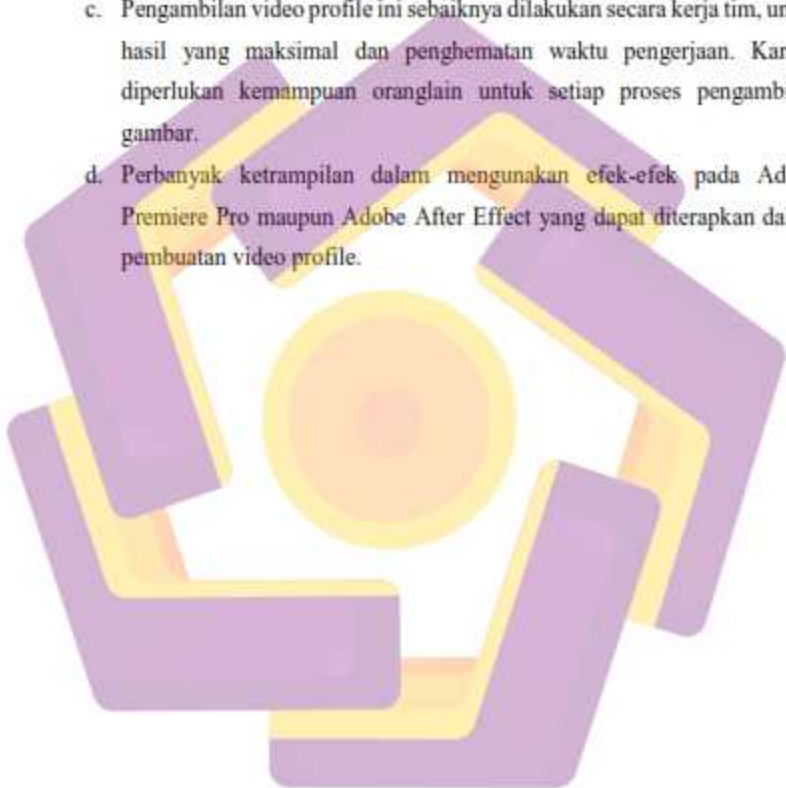 c. Pengambilan video profile ini sebaiknya dilakukan secara kerja tim, un
hasil yang maksimal dan penghematan waktu pengerjaan. Kar
diperlukan kemampuan oranglain untuk setiap proses pengambi
gambar.
d. Perbanyak ketrampilan dalam mengunakan efek-efek pada Ad
Premiere Pro maupun Adobe After Effect yang dapat diterapkan da
pembuatan video profile.